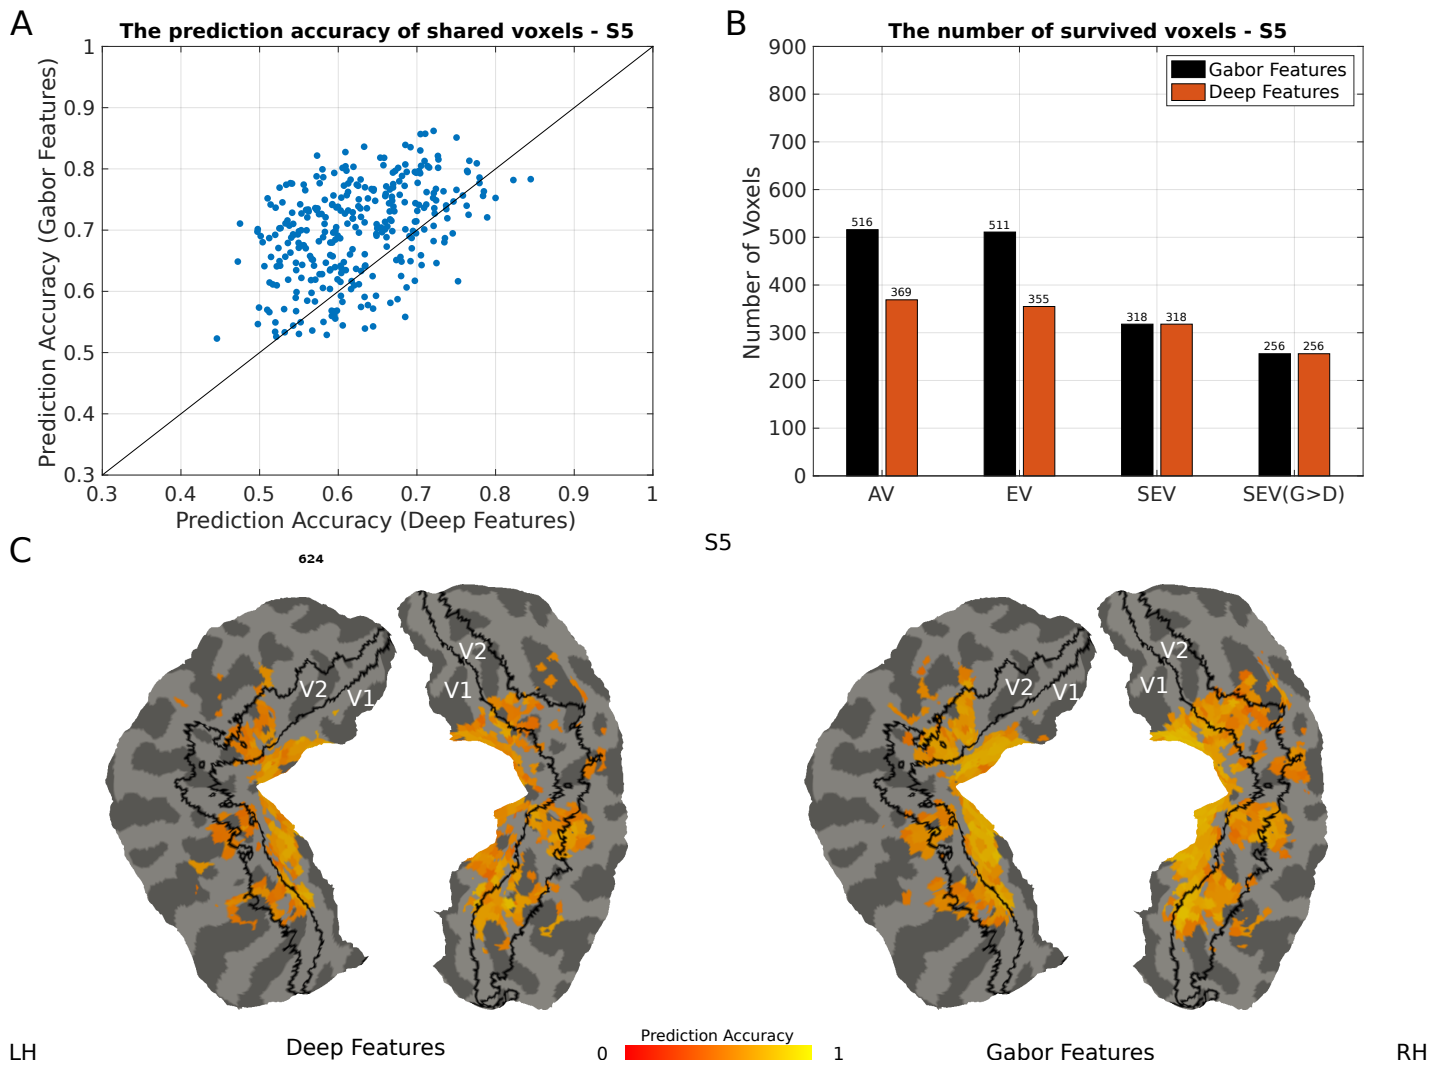 A
The prediction accuracy of shared voxels - S5
1
0.9
0.8
0.7
0.6
0.5
0.4
0.3
Prediction Accuracy (Gabor Features)
0.3 0.4 0.5 0.6 0.7 0.8 0.9 1
Prediction Accuracy (Deep Features)
B
The number of survived voxels - S5
900
800
700
600
500
400
300
200
100
0
Number of Voxels
Gabor Features
Deep Features
516
369
511
355
318 318
256 256
AV EV SEV SEV(G>D)
C
624
S5
V2
V1
V2
V1
V2
V1
V2
V1
LH
Deep Features
Prediction Accuracy
0 1
Gabor Features
RH